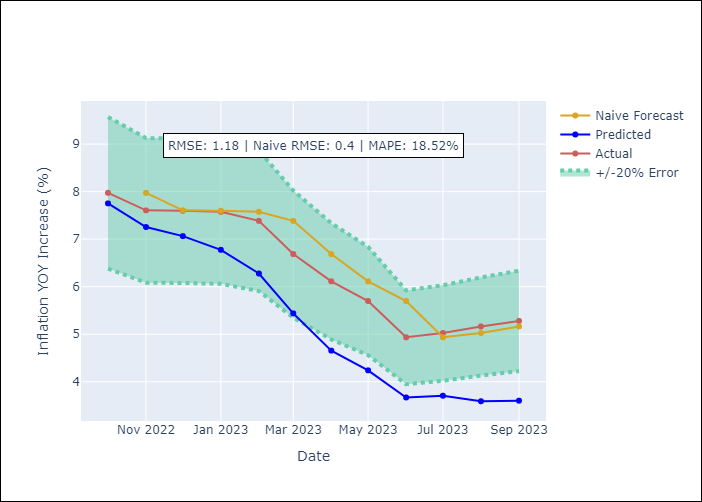 RMSE: 1.18 | Naive RMSE: 0.4 | MAPE: 18.52%
Naive Forecast
Predicted
Actual
+/-20% Error
Inflation YOY Increase (%)
9
8
7
6
5
4
Nov 2022
Jan 2023
Mar 2023
May 2023
Jul 2023
Sep 2023
Date